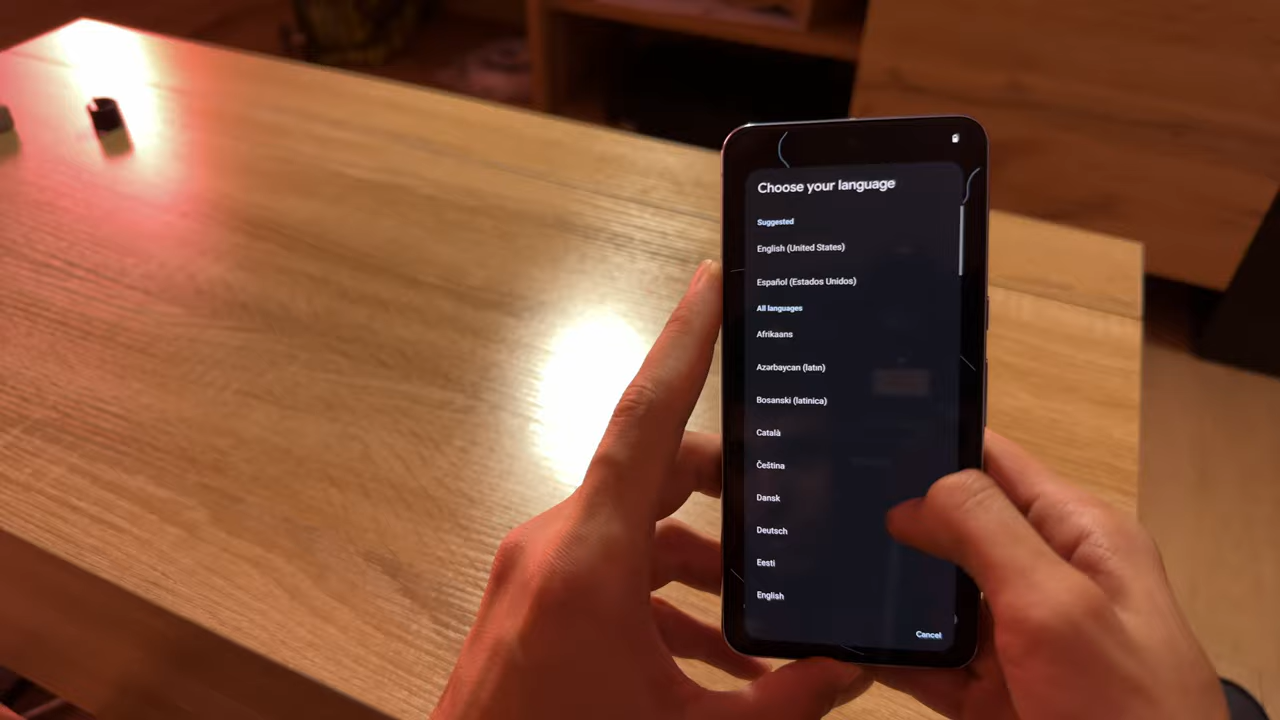 Choose your language
Suggested
English (United States)
Español (Estados Unidos)
All languages
Afrikaans
Azərbaycan (latın)
Bosanski (latinica)
Català
Čeština
Dansk
Deutsch
Eesti
English
Cancel